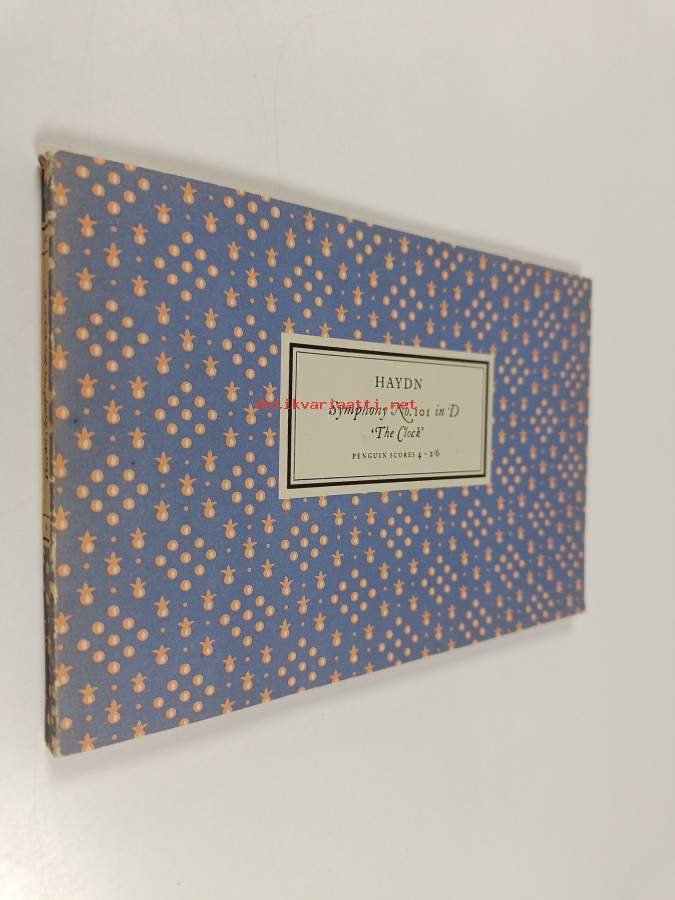 HAYDN
Symphony No. 101 in D
antikvariaatti.net
‘The Clock’
PENGUIN SCORES 4 - 2/6